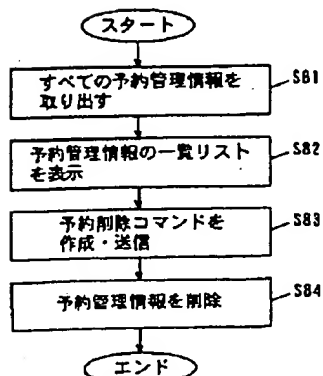 スタート
すべての予約管理情報を
取り出す
S81
予約管理情報の一覧リスト
を表示
S82
予約削除コマンドを
作成・送信
S83
予約管理情報を削除
S84
エンド